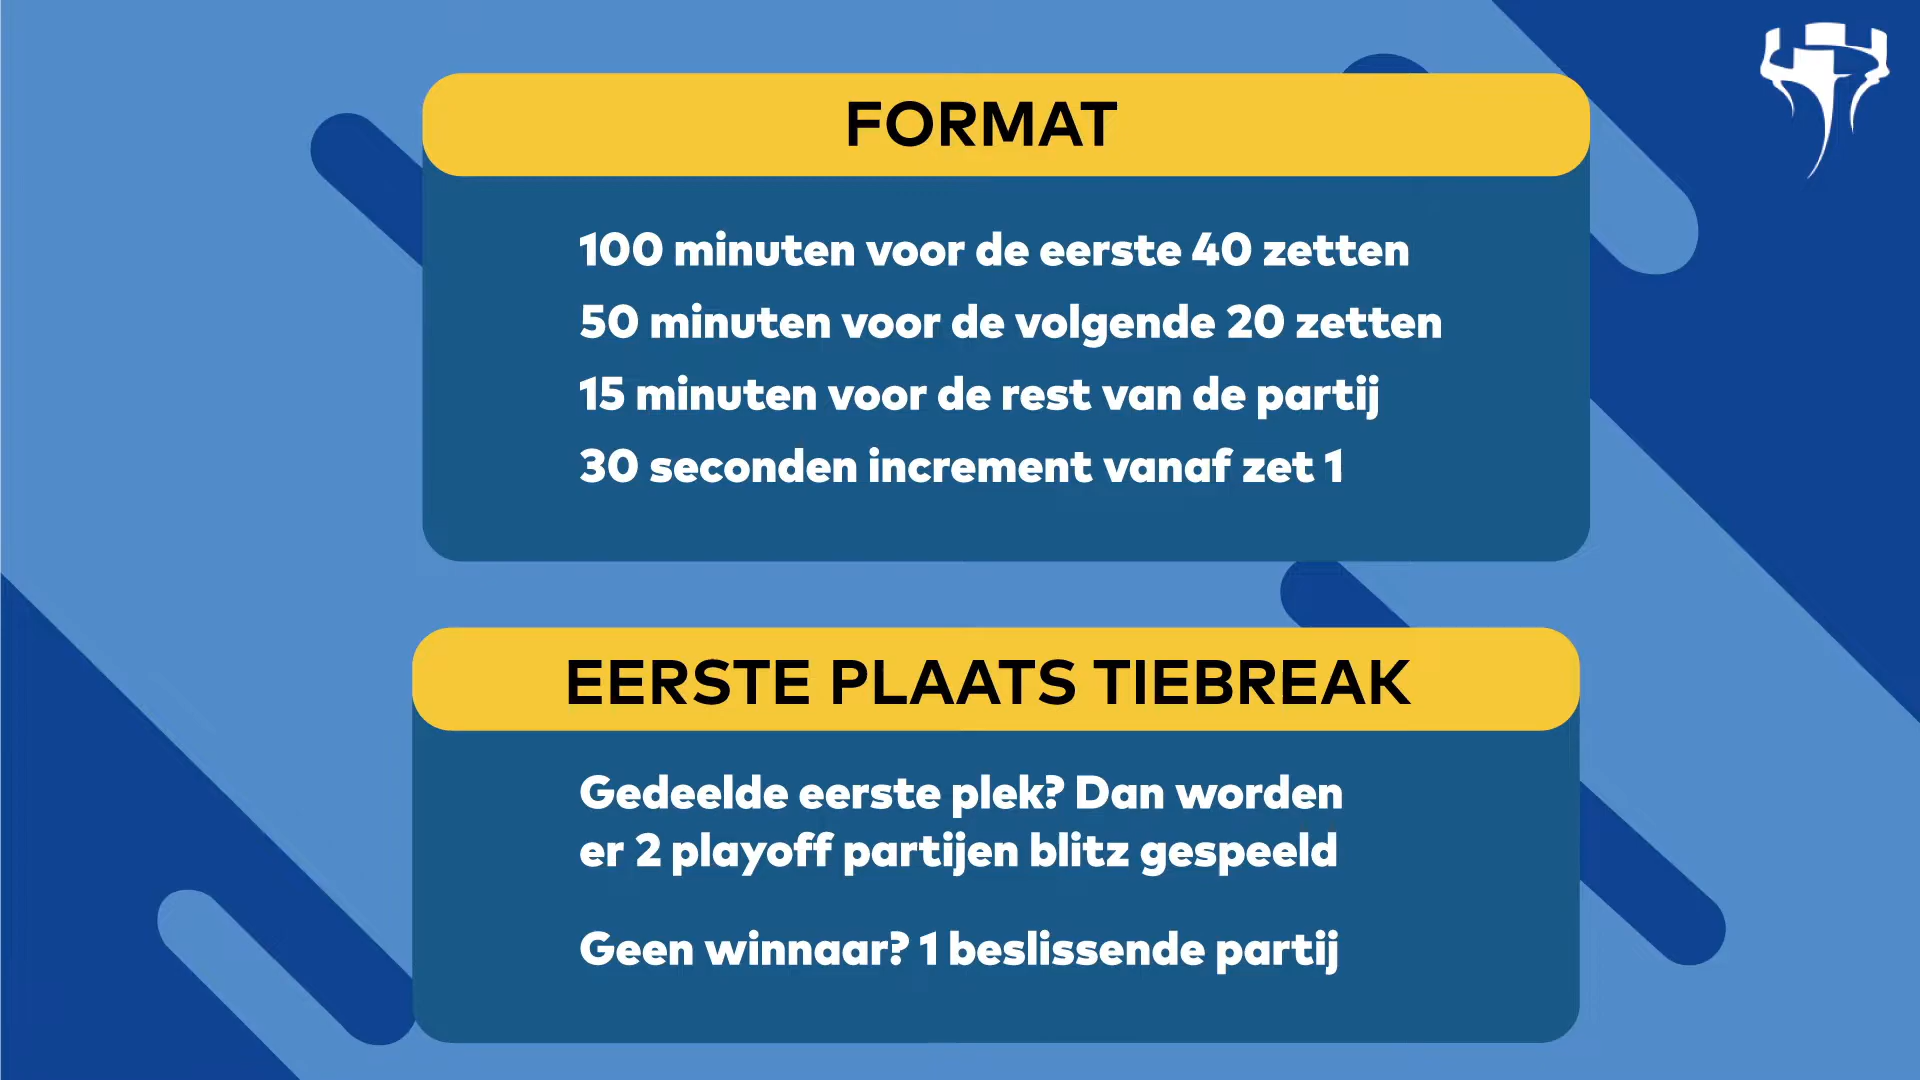 FORMAT
100 minuten voor de eerste 40 zetten
50 minuten voor de volgende 20 zetten
15 minuten voor de rest van de partij
30 seconden increment vanaf zet 1
EERSTE PLAATS TIEBREAK
Gedeelde eerste plek? Dan worden
er 2 playoff partijen blitz gespeeld
Geen winnaar? 1 beslissende partij